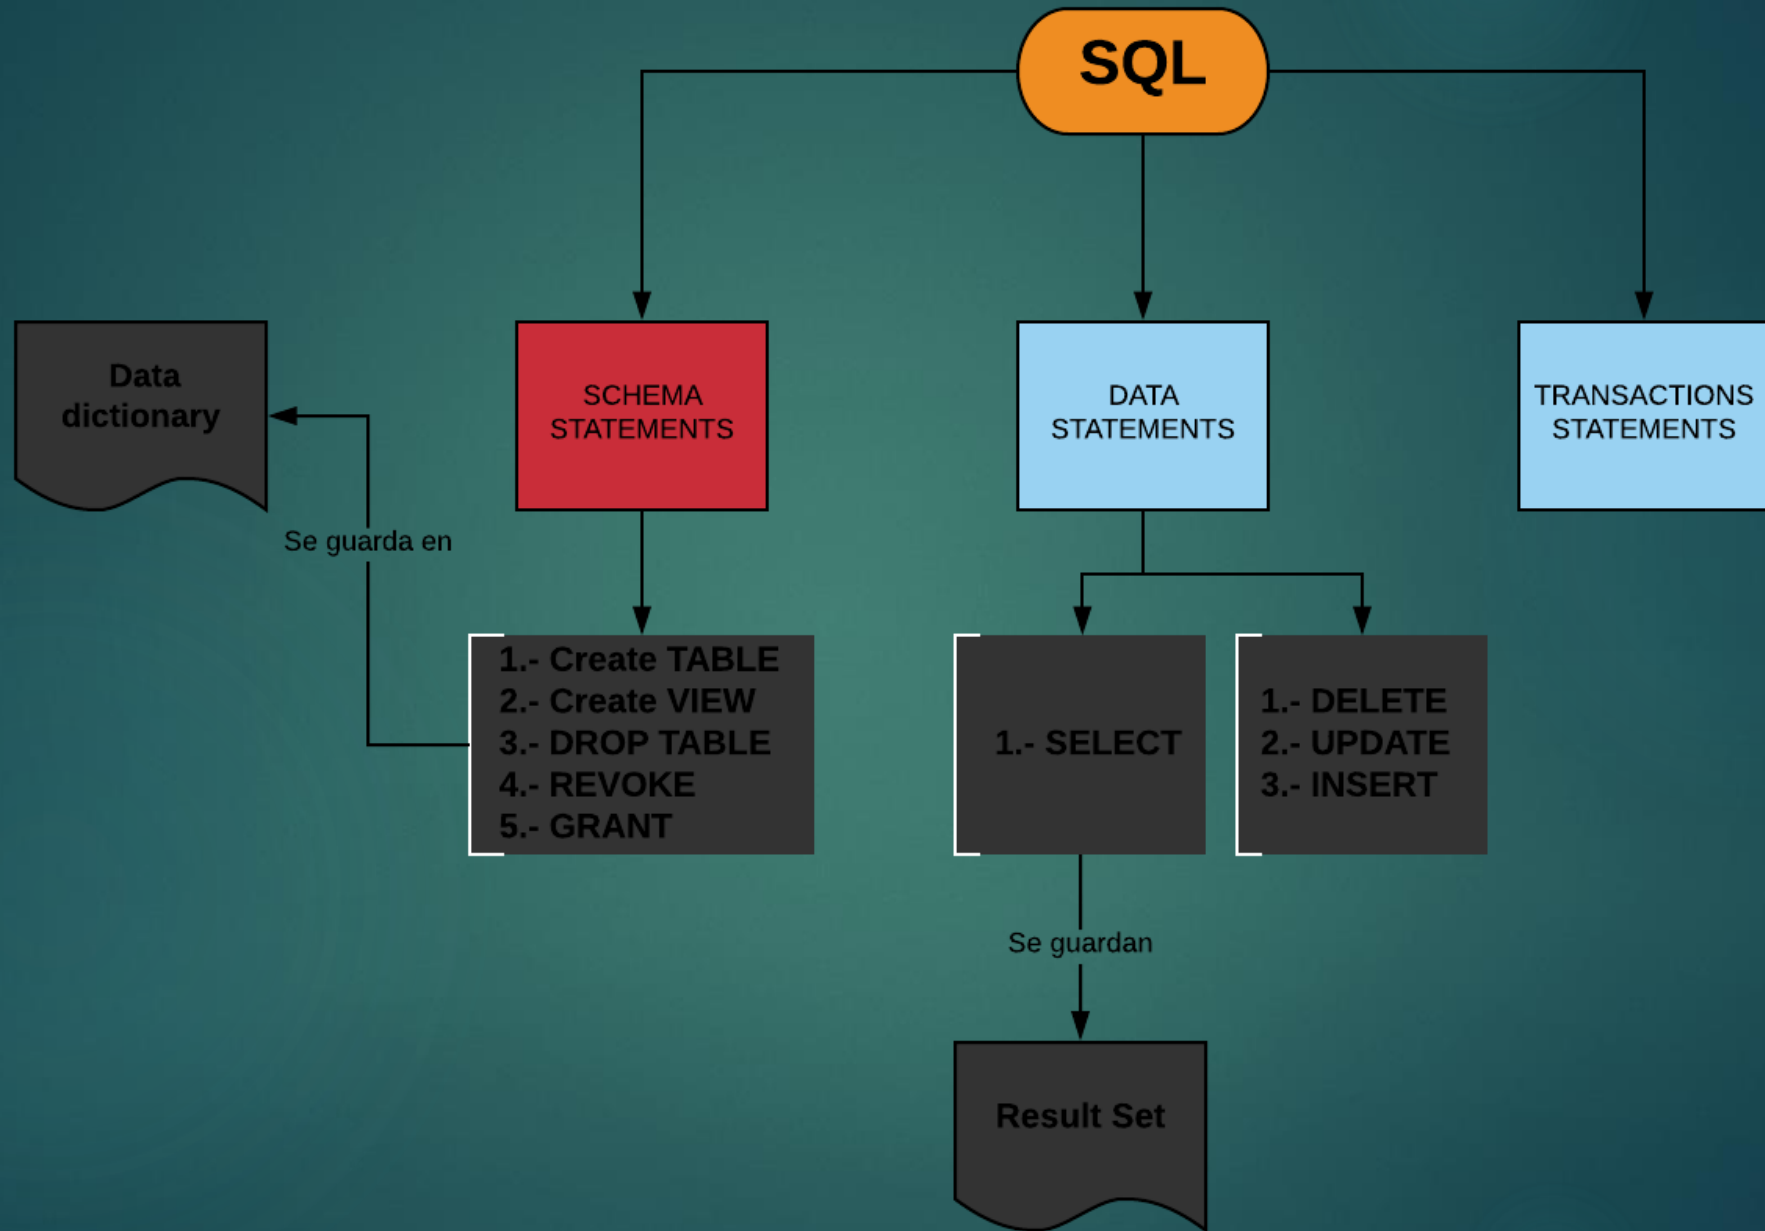 SQL
Data
dictionary
SCHEMA
STATEMENTS
DATA
STATEMENTS
TRANSACTIONS
STATEMENTS
Se guarda en
1.- Create TABLE
2.- Create VIEW
3.- DROP TABLE
4.- REVOKE
5.- GRANT
1.- SELECT
1.- DELETE
2.- UPDATE
3.- INSERT
Se guardan
Result Set